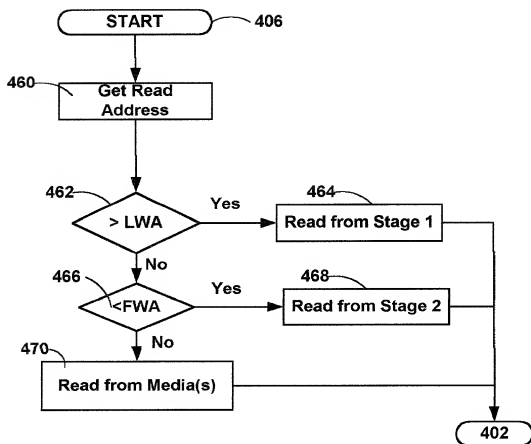 START
406
460
Get Read
Address
462
> LWA
Yes
464
Read from Stage 1
No
466
<FWA
Yes
468
Read from Stage 2
No
470
Read from Media(s)
402